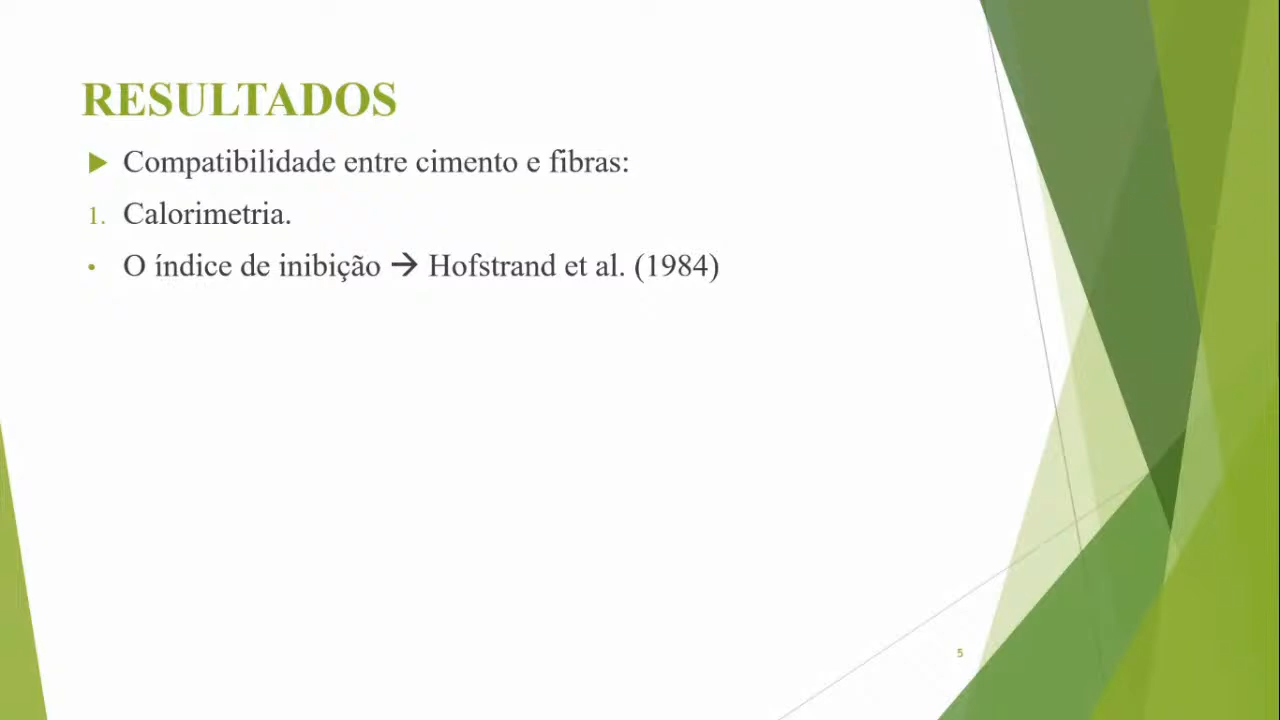 RESULTADOS
Compatibilidade entre cimento e fibras:
1. Calorimetria.
• O índice de inibição → Hofstrand et al. (1984)
5